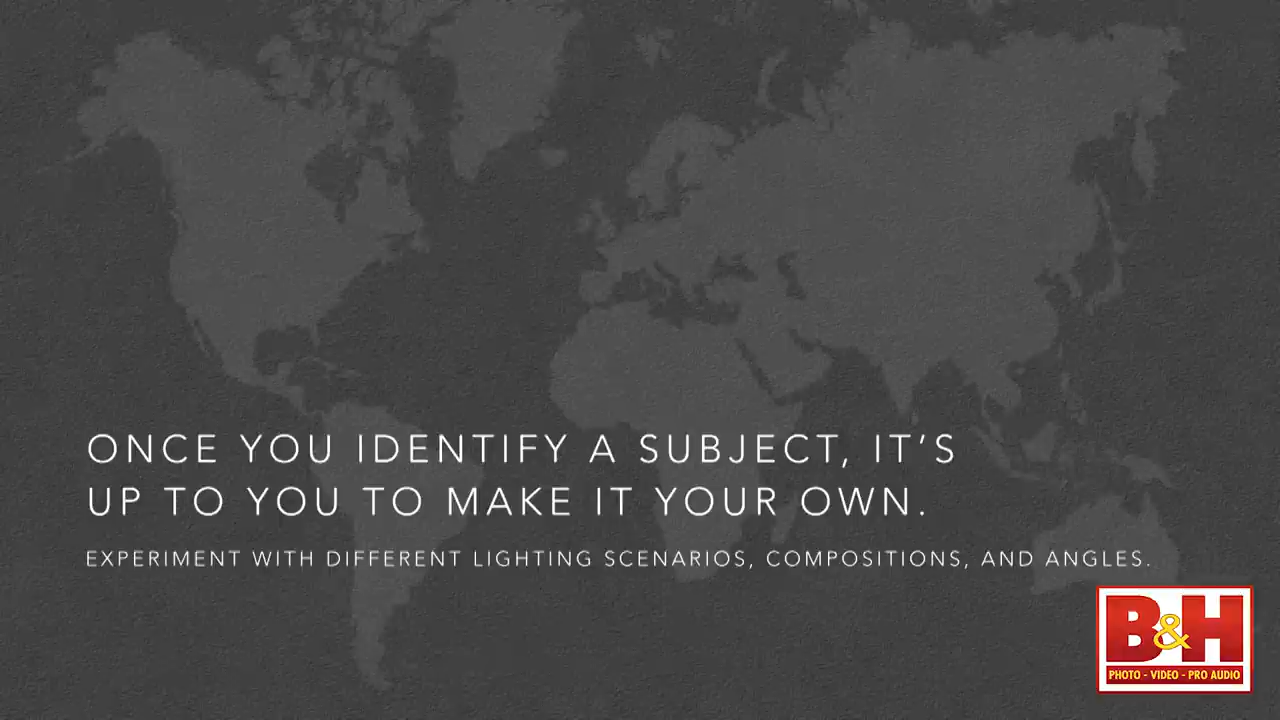 ONCE YOU IDENTIFY A SUBJECT, IT’S
UP TO YOU TO MAKE IT YOUR OWN.
EXPERIMENT WITH DIFFERENT LIGHTING SCENARIOS, COMPOSITIONS, AND ANGLES.
B&H
PHOTO - VIDEO - PRO AUDIO